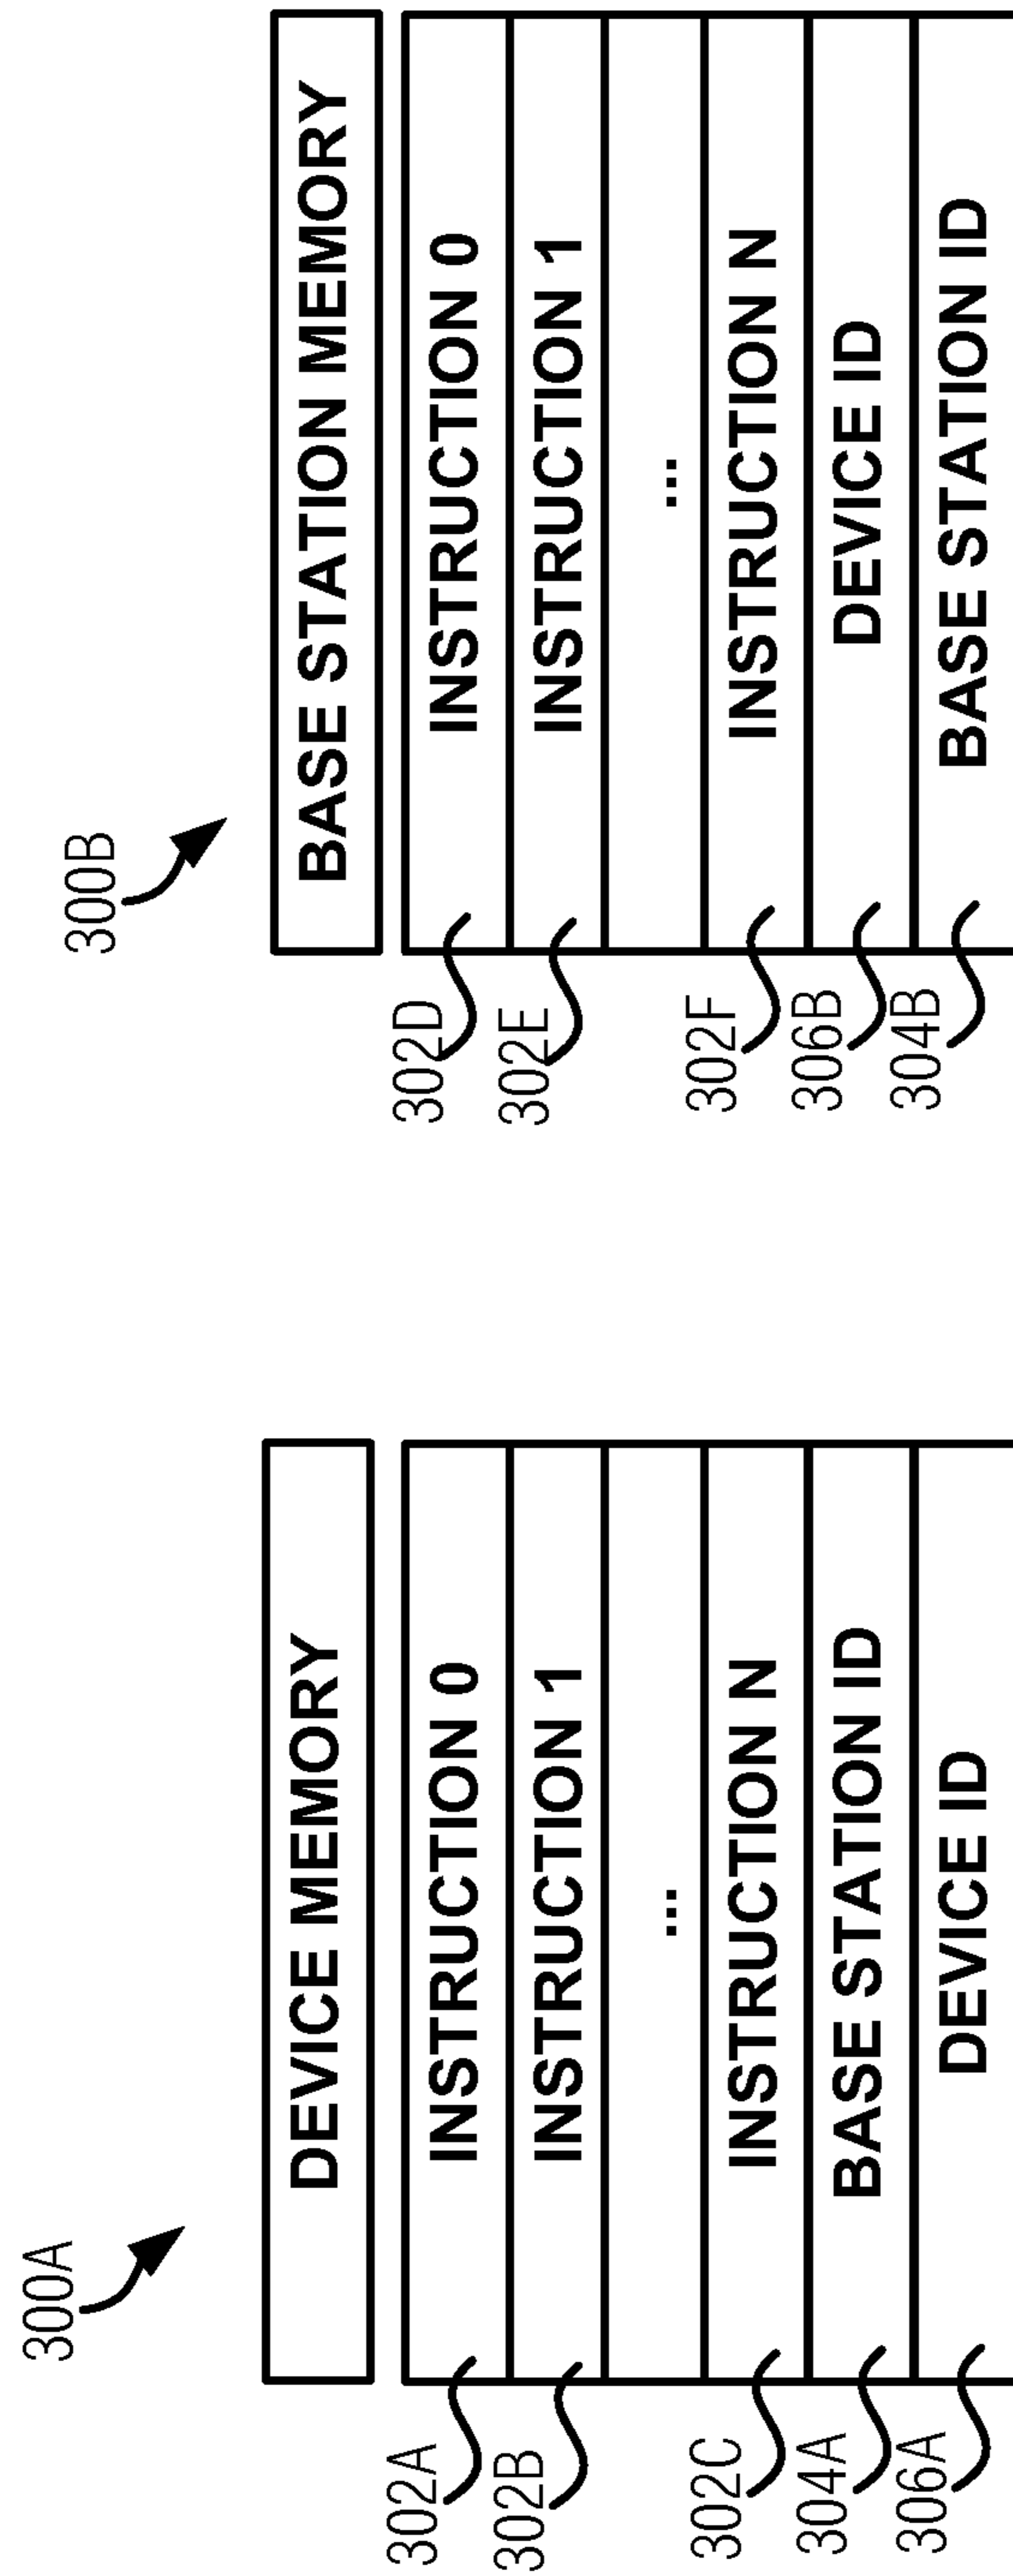 300A
DEVICE MEMORY
302A
INSTRUCTION 0
302B
INSTRUCTION 1
...
302C
INSTRUCTION N
304A
BASE STATION ID
306A
DEVICE ID
300B
BASE STATION MEMORY
302D
INSTRUCTION 0
302E
INSTRUCTION 1
...
302F
INSTRUCTION N
306B
DEVICE ID
304B
BASE STATION ID